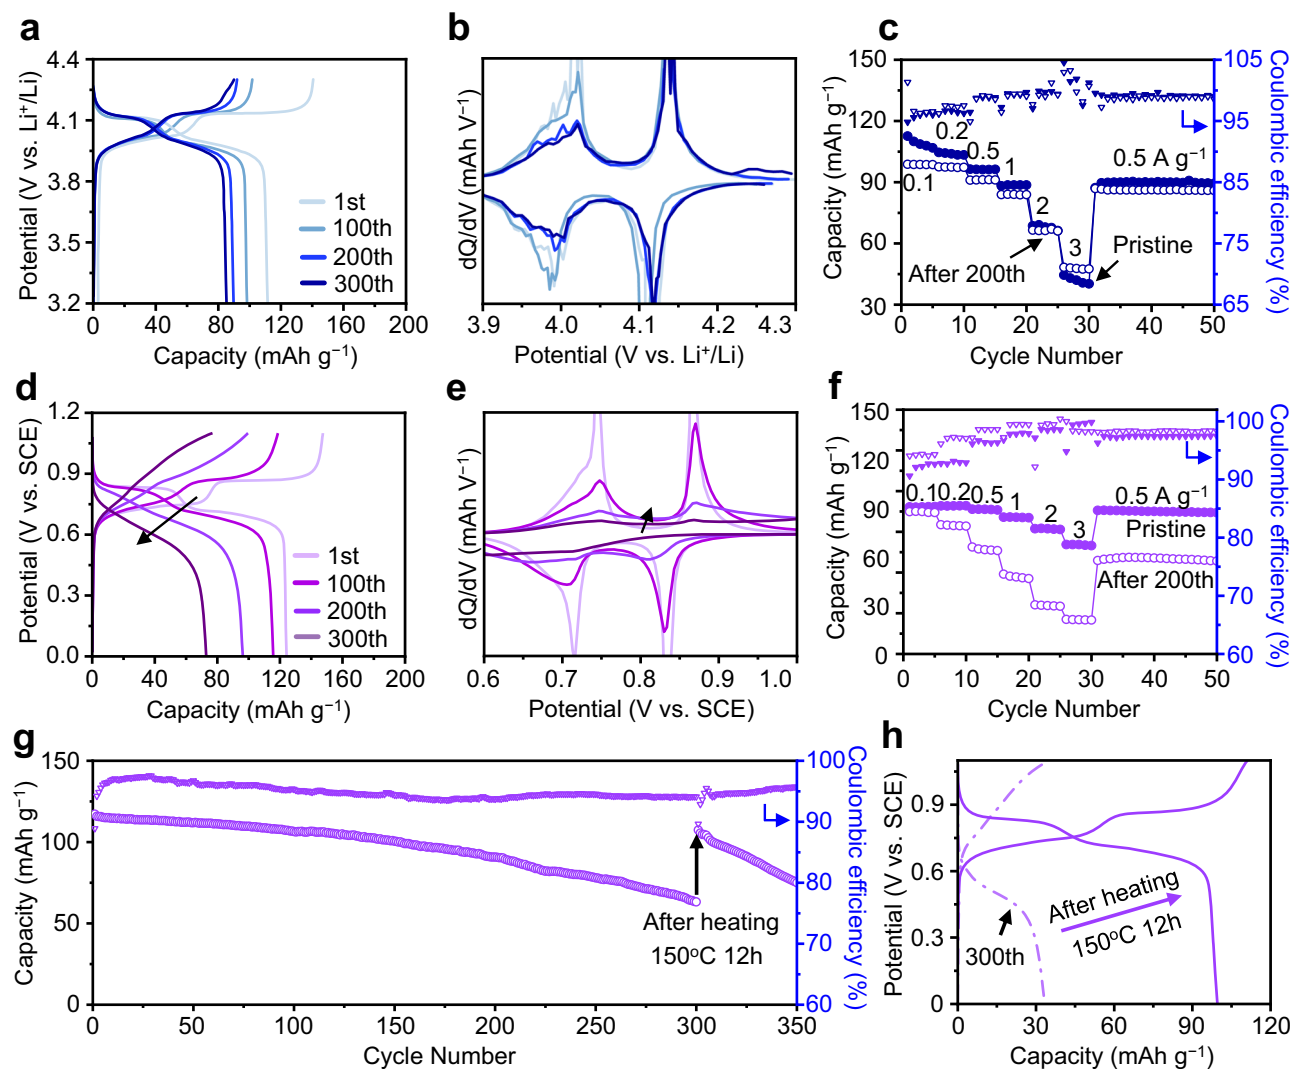 a
4.4
4.1
3.8
3.5
3.2
Potential (V vs. Li⁺/Li)
1st
100th
200th
300th
0 40 80 120 160 200
Capacity (mAh g⁻¹)
b
dQ/dV (mAh V⁻¹)
3.9 4.0 4.1 4.2 4.3
Potential (V vs. Li⁺/Li)
c
150
120
90
60
30
Capacity (mAh g⁻¹)
0.1
0.2
0.5
1
2
3
0.5 A g⁻¹
After 200th
Pristine
105
95
85
75
65
Coulombic efficiency (%)
0 10 20 30 40 50
Cycle Number
d
1.2
0.9
0.6
0.3
0.0
Potential (V vs. SCE)
1st
100th
200th
300th
0 40 80 120 160 200
Capacity (mAh g⁻¹)
e
dQ/dV (mAh V⁻¹)
0.6 0.7 0.8 0.9 1.0
Potential (V vs. SCE)
f
150
120
90
60
30
0
Capacity (mAh g⁻¹)
0.1 0.2 0.5
1
2
3
0.5 A g⁻¹
Pristine
After 200th
100
90
80
70
60
Coulombic efficiency (%)
0 10 20 30 40 50
Cycle Number
g
150
100
50
0
Capacity (mAh g⁻¹)
After heating
150°C 12h
100
90
80
70
60
Coulombic efficiency (%)
0 50 100 150 200 250 300 350
Cycle Number
h
0.9
0.6
0.3
0
Potential (V vs. SCE)
After heating
150°C 12h
300th
0 30 60 90 120
Capacity (mAh g⁻¹)